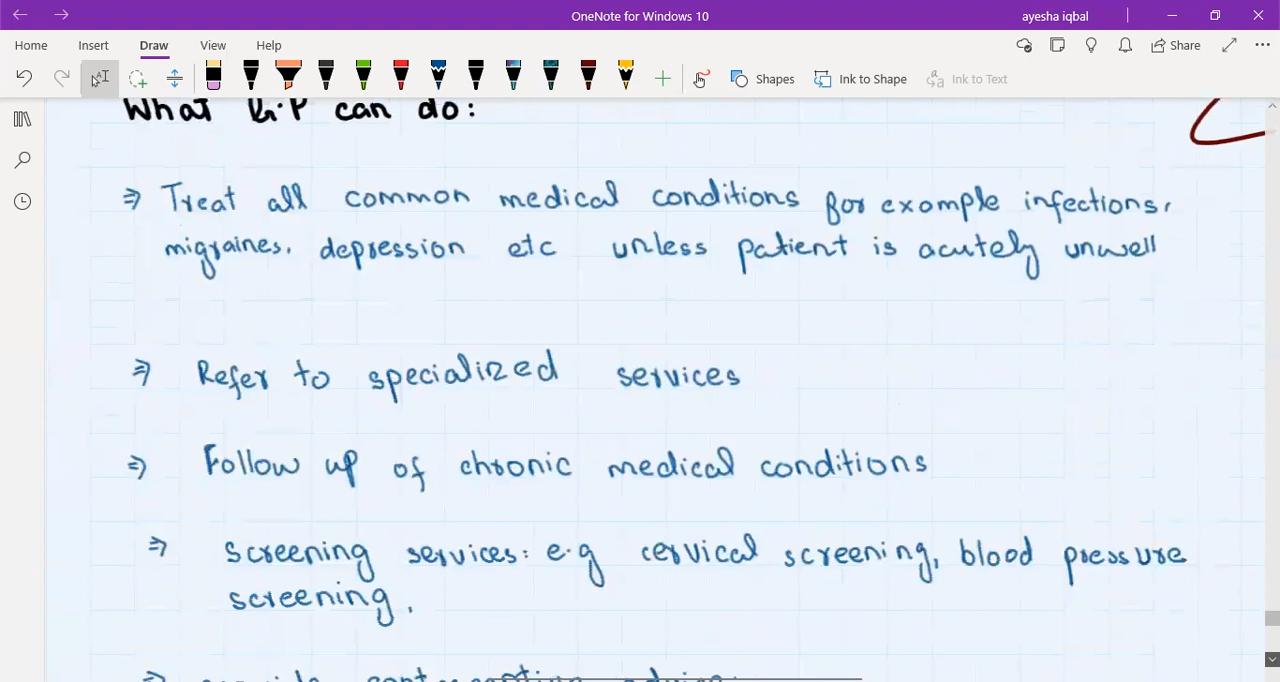 OneNote for Windows 10
ayesha iqbal
Home Insert Draw View Help
Share
Shapes Ink to Shape Ink to Text
What G.P can do:
⇒ Treat all common medical conditions for example infections,
migraines, depression etc unless patient is acutely unwell
⇒ Refer to specialized services
⇒ Follow up of chronic medical conditions
⇒ Screening services: e.g cervical screening, blood pressure
screening.